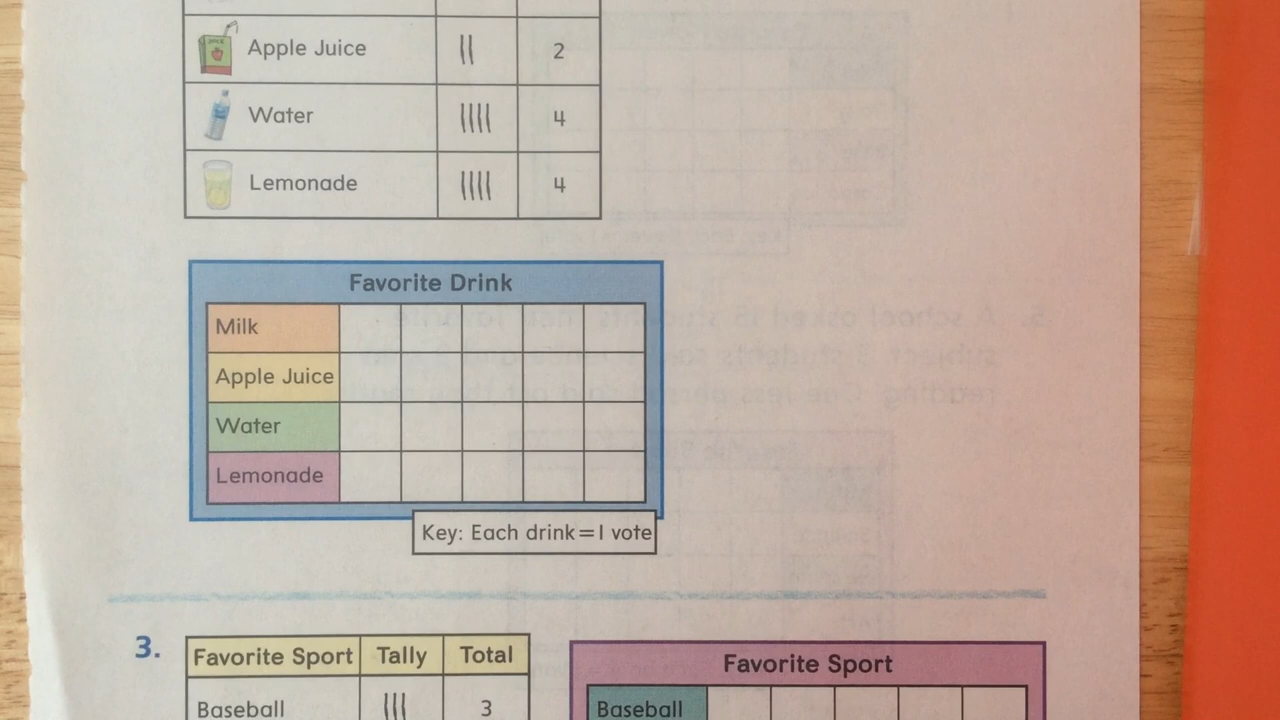 Apple Juice || 2
Water |||| 4
Lemonade |||| 4
Favorite Drink
Milk
Apple Juice
Water
Lemonade
Key: Each drink=1 vote
3.
Favorite Sport Tally Total
Baseball ||| 3
Favorite Sport
Baseball